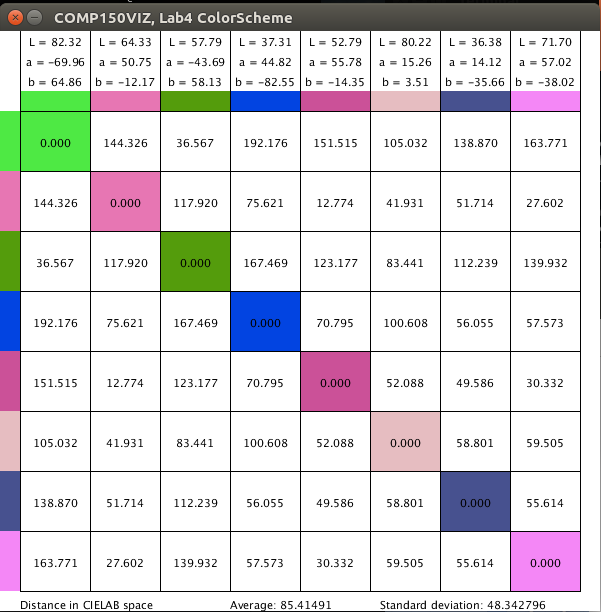 COMP150VIZ, Lab4 ColorScheme
L = 82.32 L = 64.33 L = 57.79 L = 37.31 L = 52.79 L = 80.22 L = 36.38 L = 71.70
a = -69.96 a = 50.75 a = -43.69 a = 44.82 a = 55.78 a = 15.26 a = 14.12 a = 57.02
b = 64.86 b = -12.17 b = 58.13 b = -82.55 b = -14.35 b = 3.51 b = -35.66 b = -38.02
0.000 144.326 36.567 192.176 151.515 105.032 138.870 163.771
144.326 0.000 117.920 75.621 12.774 41.931 51.714 27.602
36.567 117.920 0.000 167.469 123.177 83.441 112.239 139.932
192.176 75.621 167.469 0.000 70.795 100.608 56.055 57.573
151.515 12.774 123.177 70.795 0.000 52.088 49.586 30.332
105.032 41.931 83.441 100.608 52.088 0.000 58.801 59.505
138.870 51.714 112.239 56.055 49.586 58.801 0.000 55.614
163.771 27.602 139.932 57.573 30.332 59.505 55.614 0.000
Distance in CIELAB space Average: 85.41491 Standard deviation: 48.342796